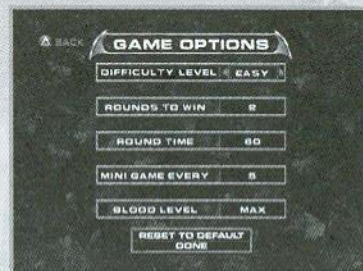 BACK
GAME OPTIONS
DIFFICULTY LEVEL EASY
ROUNDS TO WIN 2
ROUND TIME 60
MINI GAME EVERY 5
BLOOD LEVEL MAX
RESET TO DEFAULT
DONE